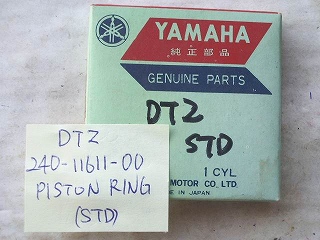 YAMAHA
純正部品
GENUINE PARTS
DT2
STD
1 CYL
MOTOR CO., LTD.
IN JAPAN
DT2
240-11611-00
PISTON RING
(STD)